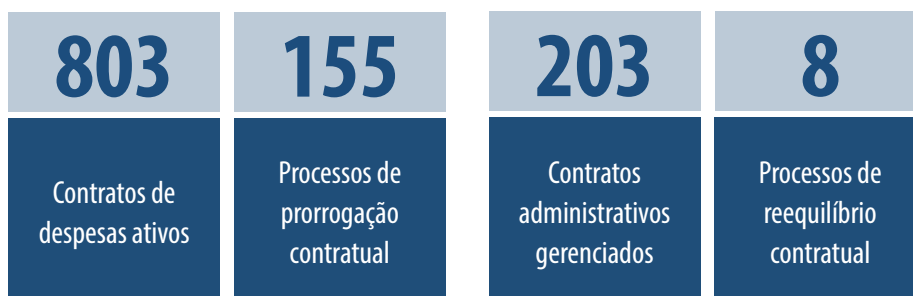 803
Contratos de
despesas ativos
155
Processos de
prorrogação
contratual
203
Contratos
administrativos
gerenciados
8
Processos de
reequilíbrio
contratual